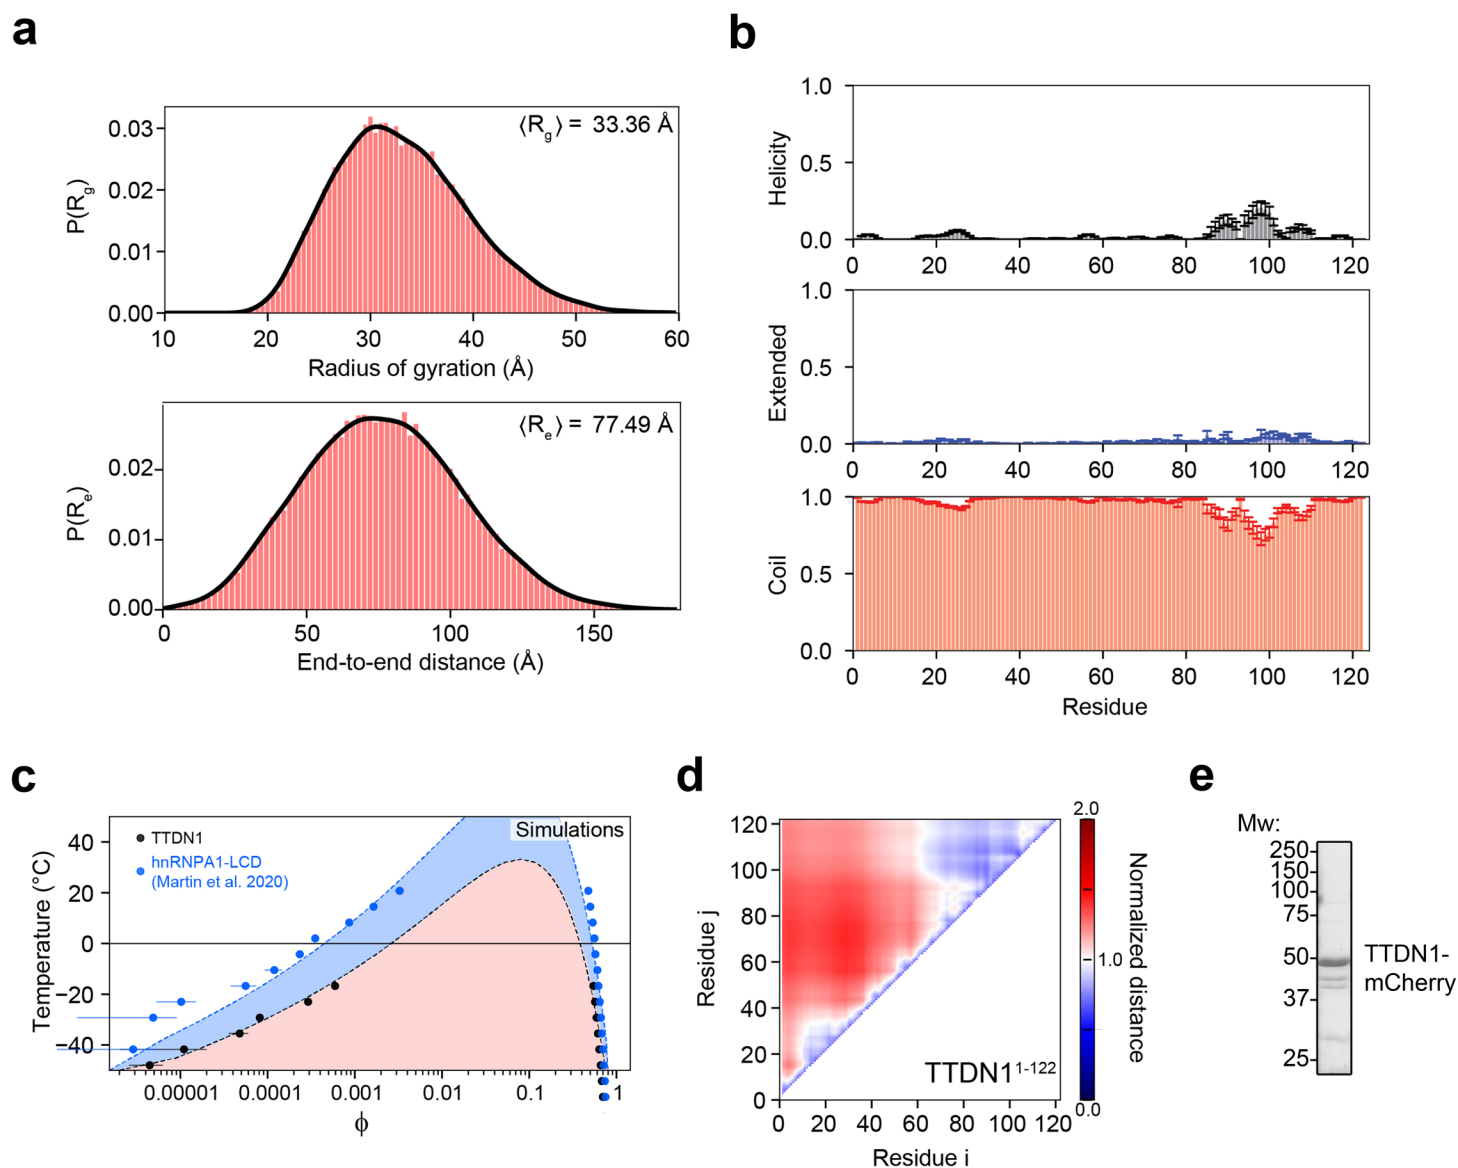 a
⟨Rg⟩ = 33.36 Å
P(Rg)
0.03
0.02
0.01
0.00
10 20 30 40 50 60
Radius of gyration (Å)
⟨Re⟩ = 77.49 Å
P(Re)
0.02
0.01
0.00
0 50 100 150
End-to-end distance (Å)
b
Helicity
1.0
0.5
0.0
0 20 40 60 80 100 120
Extended
1.0
0.5
0.0
0 20 40 60 80 100 120
Coil
1.0
0.5
0.0
0 20 40 60 80 100 120
Residue
c
Simulations
TTDN1
hnRNPA1-LCD
(Martin et al. 2020)
Temperature (°C)
40
20
0
−20
−40
0.00001 0.0001 0.001 0.01 0.1 1
ϕ
d
Residue j
120
100
80
60
40
20
0
0 20 40 60 80 100 120
Residue i
TTDN1¹⁻¹²²
2.0
1.0
0.0
Normalized distance
e
Mw:
250
150
100
75
50
37
25
TTDN1-
mCherry